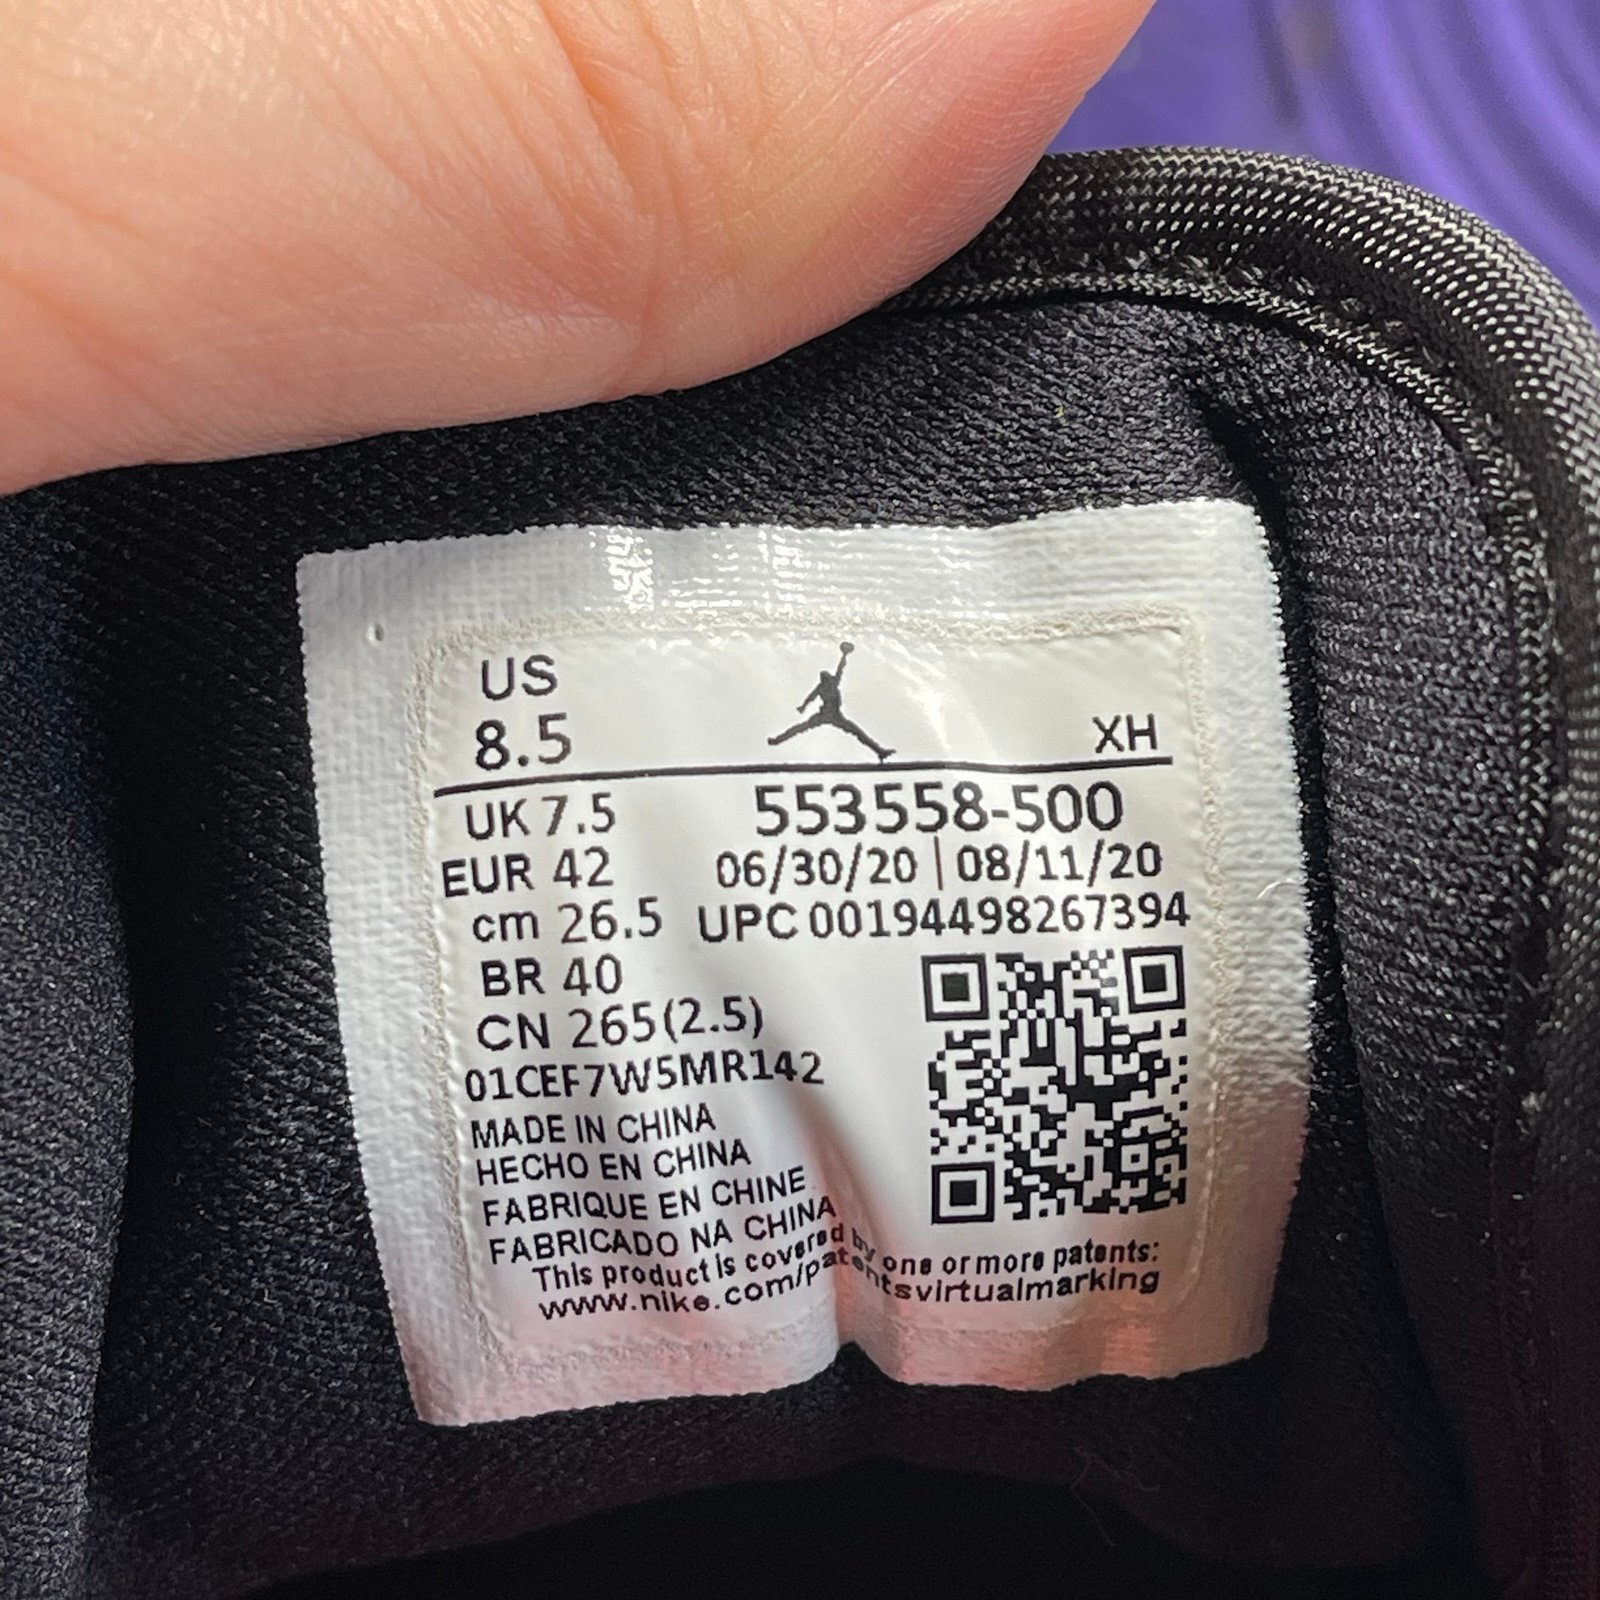 US
8.5
XH
UK 7.5
553558-500
EUR 42
06/30/20 | 08/11/20
cm 26.5
UPC 00194498267394
BR 40
CN 265(2.5)
01CEF7W5MR142
MADE IN CHINA
HECHO EN CHINA
FABRIQUE EN CHINE
FABRICADO NA CHINA
This product is covered by one or more patents:
www.nike.com/patentsvirtualmarking